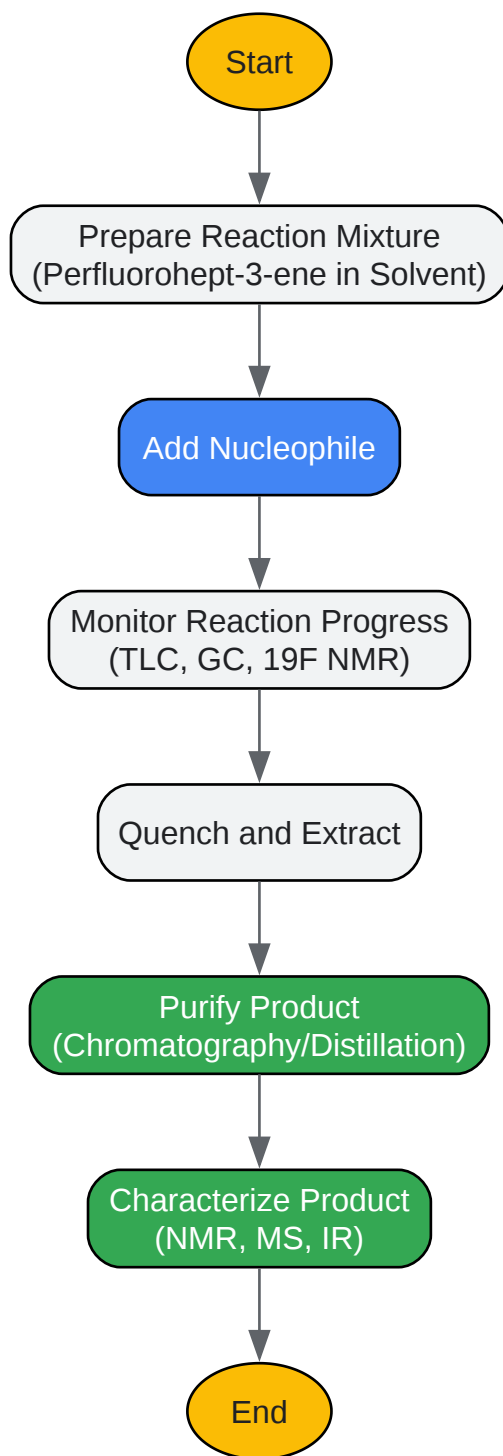 Start
Prepare Reaction Mixture
(Perfluorohept-3-ene in Solvent)
Add Nucleophile
Monitor Reaction Progress
(TLC, GC, 19F NMR)
Quench and Extract
Purify Product
(Chromatography/Distillation)
Characterize Product
(NMR, MS, IR)
End